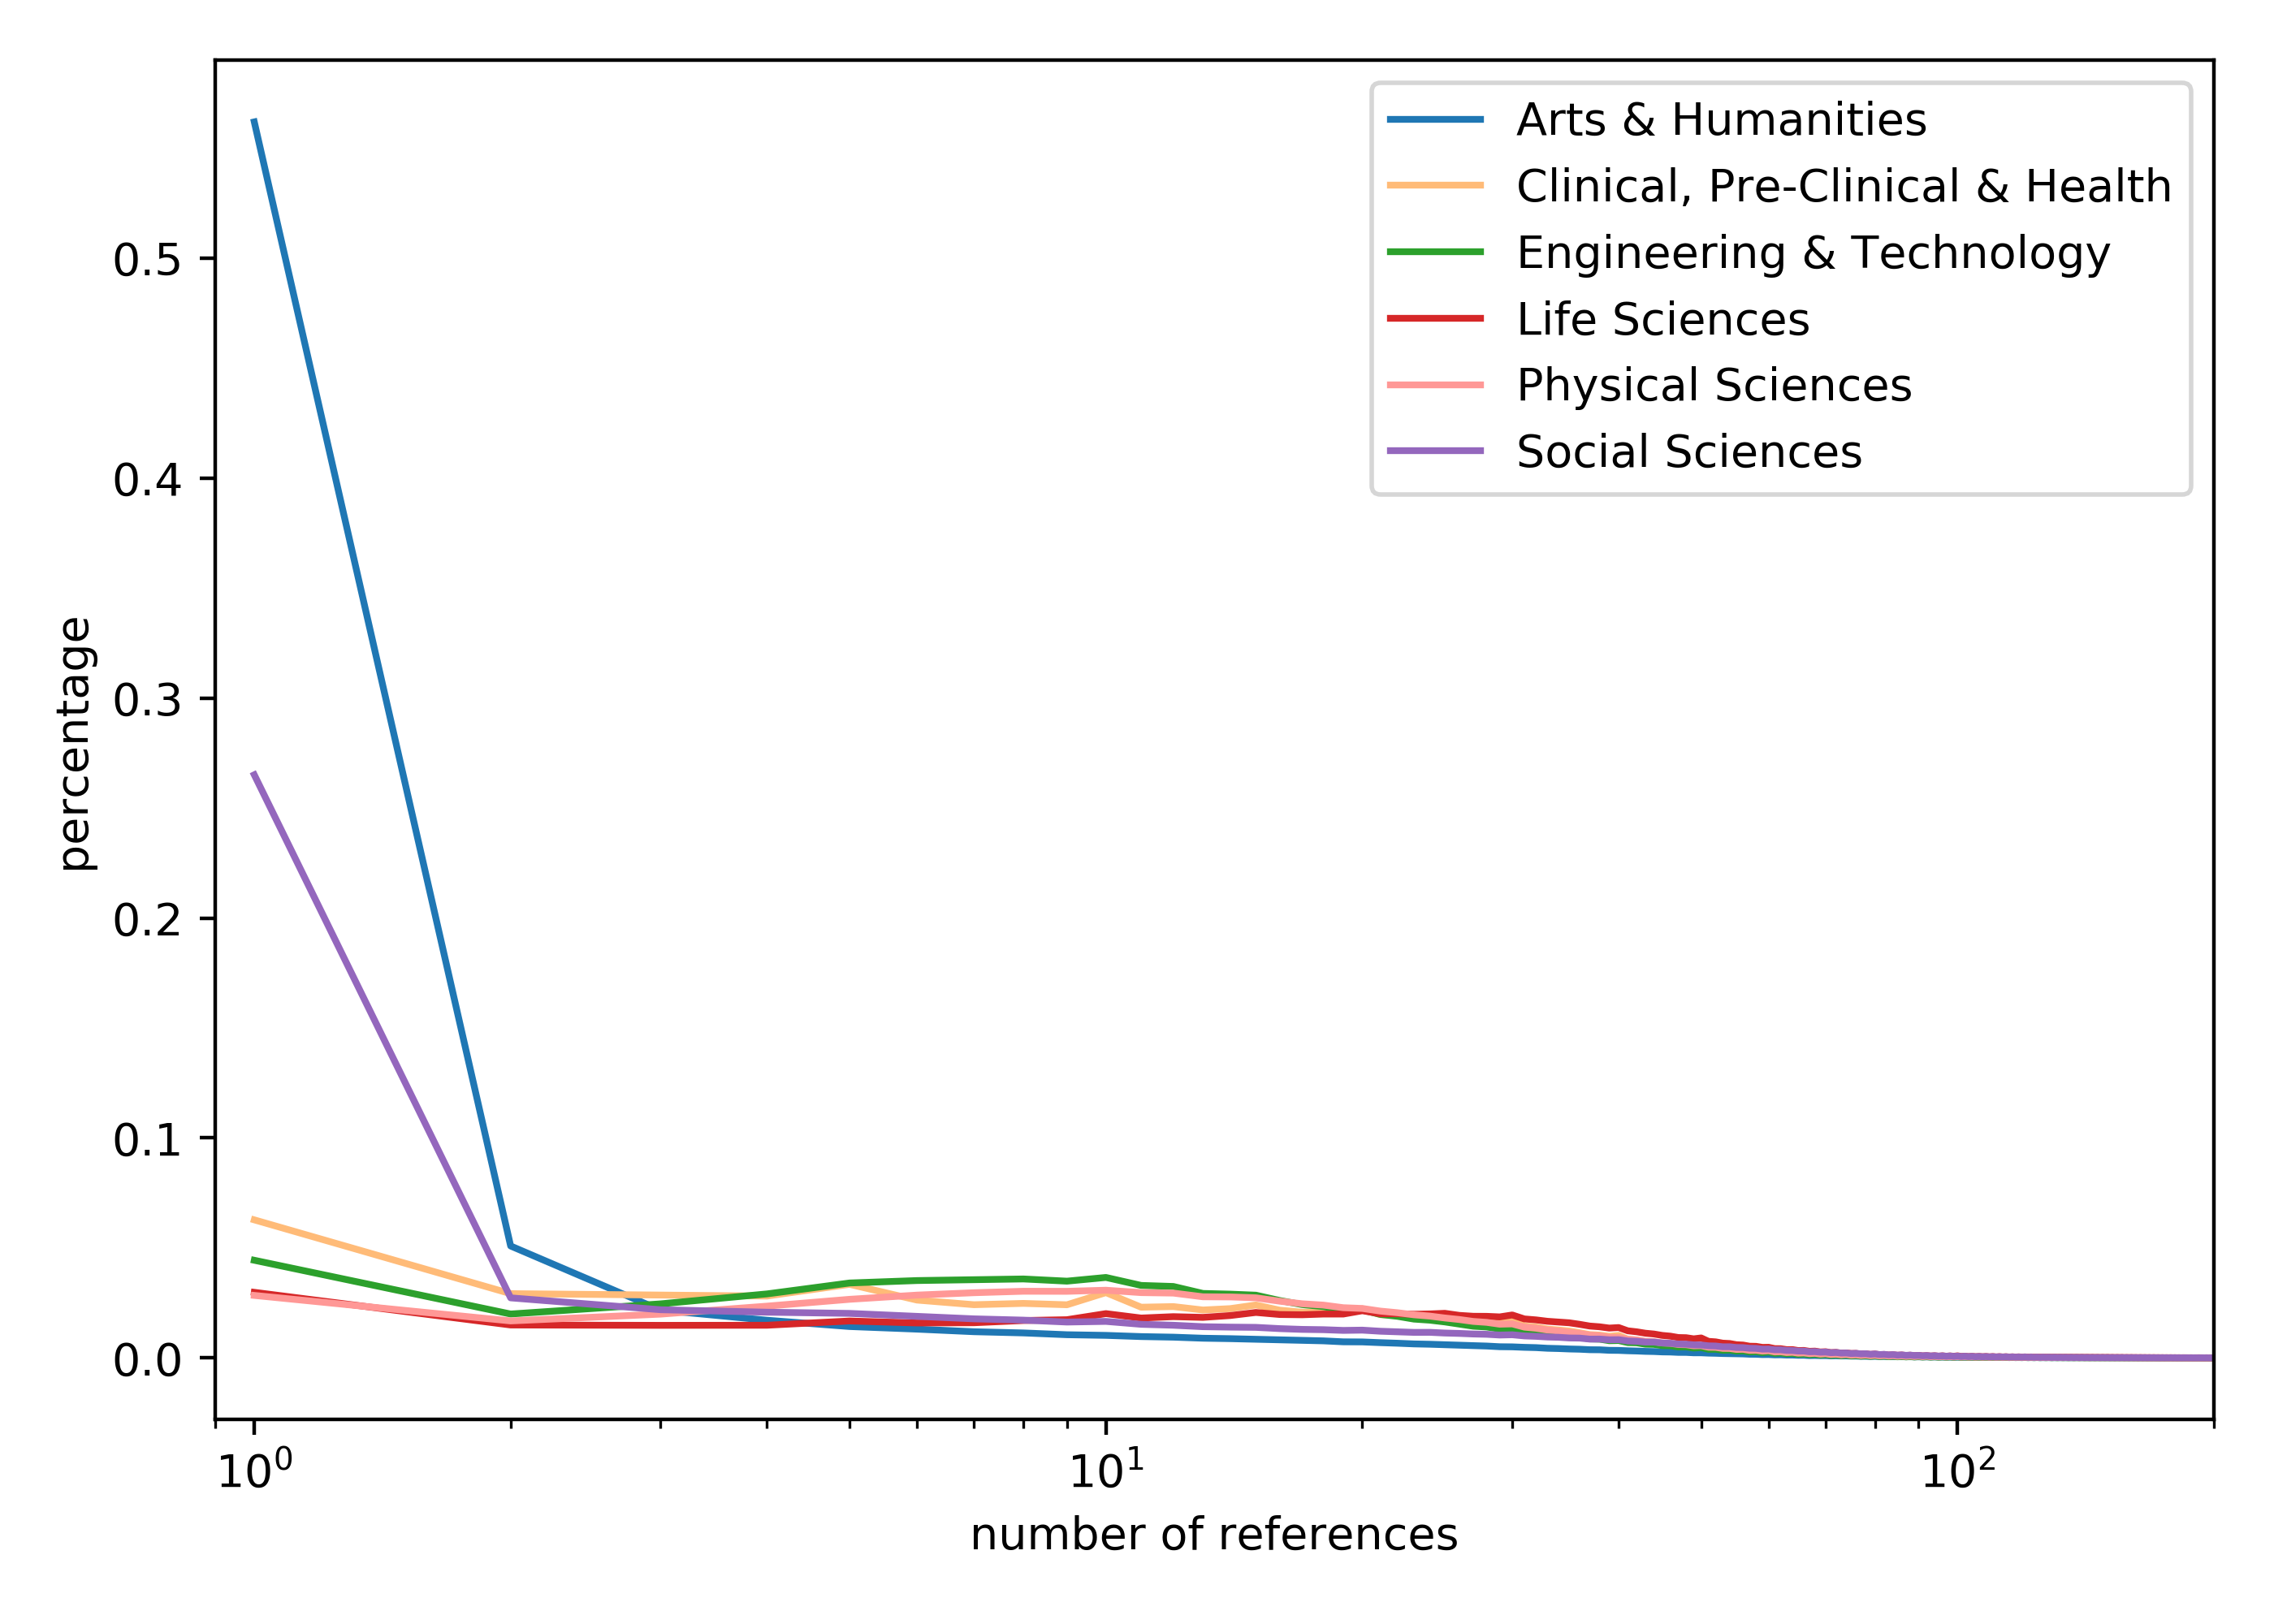 Arts & Humanities
Clinical, Pre-Clinical & Health
Engineering & Technology
Life Sciences
Physical Sciences
Social Sciences
percentage
0.5
0.4
0.3
0.2
0.1
0.0
10⁰ 10¹ 10²
number of references